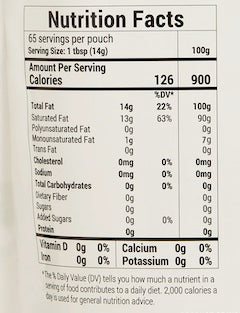 Nutrition Facts
65 servings per pouch
Serving Size: 1 tbsp (14g) 100g
Amount Per Serving
Calories 126 900
%DV*
Total Fat 14g 22% 100g
Saturated Fat 13g 63% 90g
Polyunsaturated Fat 0g 0g
Monounsaturated Fat 1g 7g
Trans Fat 0g 0g
Cholesterol 0mg 0% 0mg
Sodium 0mg 0% 0mg
Total Carbohydrates 0g 0% 0g
Dietary Fiber 0g 0g
Sugars 0g 0g
Added Sugars 0g 0% 0g
Protein 0g 0g
Vitamin D 0g 0% Calcium 0g 0%
Iron 0g 0% Potassium 0g 0%
*The % Daily Value (DV) tells you how much a nutrient in a
serving of food contributes to a daily diet. 2,000 calories a
day is used for general nutrition advice.